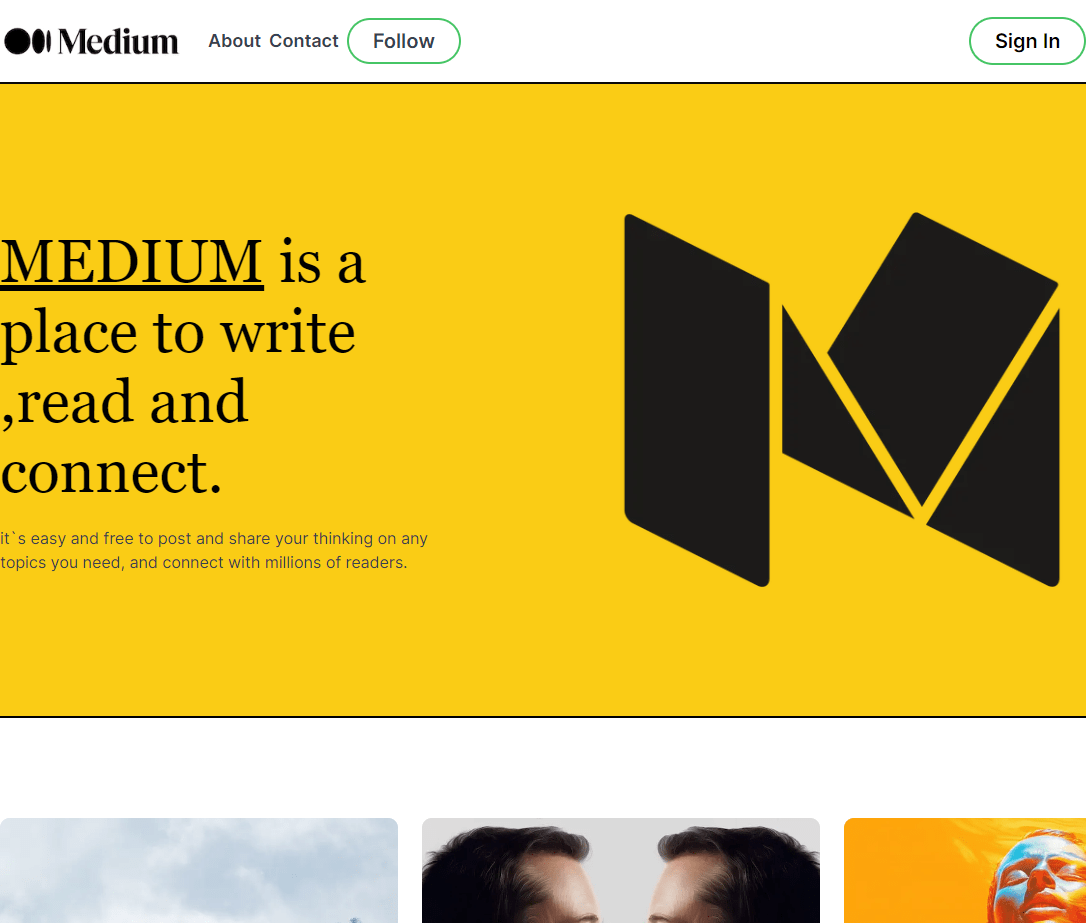 Medium
About Contact Follow
Sign In
MEDIUM is a
place to write
,read and
connect.
it`s easy and free to post and share your thinking on any
topics you need, and connect with millions of readers.